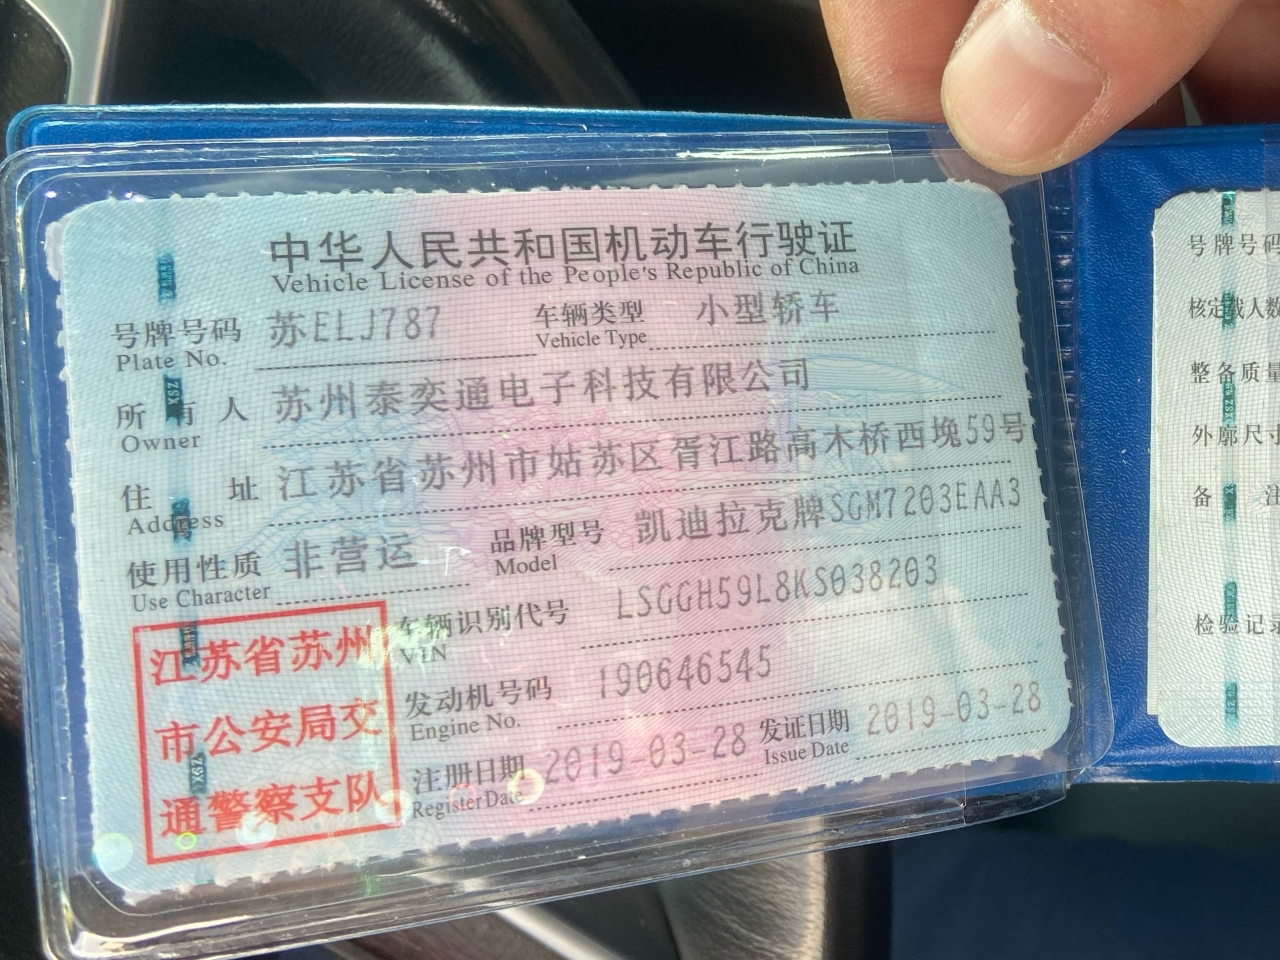 中华人民共和国机动车行驶证
Vehicle License of the People's Republic of China
号牌号码 苏ELJ787 车辆类型 小型轿车
Plate No. Vehicle Type
所有人 苏州泰奕通电子科技有限公司
Owner
住址 江苏省苏州市姑苏区胥江路高木桥西堍59号
Address
使用性质 非营运 品牌型号 凯迪拉克牌SGM7203EAA3
Use Character Model
车辆识别代号 LSGGH59L8KS038203
VIN
发动机号码 190646545
Engine No.
注册日期 2019-03-28 发证日期 2019-03-28
Register Date Issue Date
江苏省苏州
市公安局交
通警察支队
号牌号码
核定载人数
整备质量
外廓尺寸
备注
检验记录